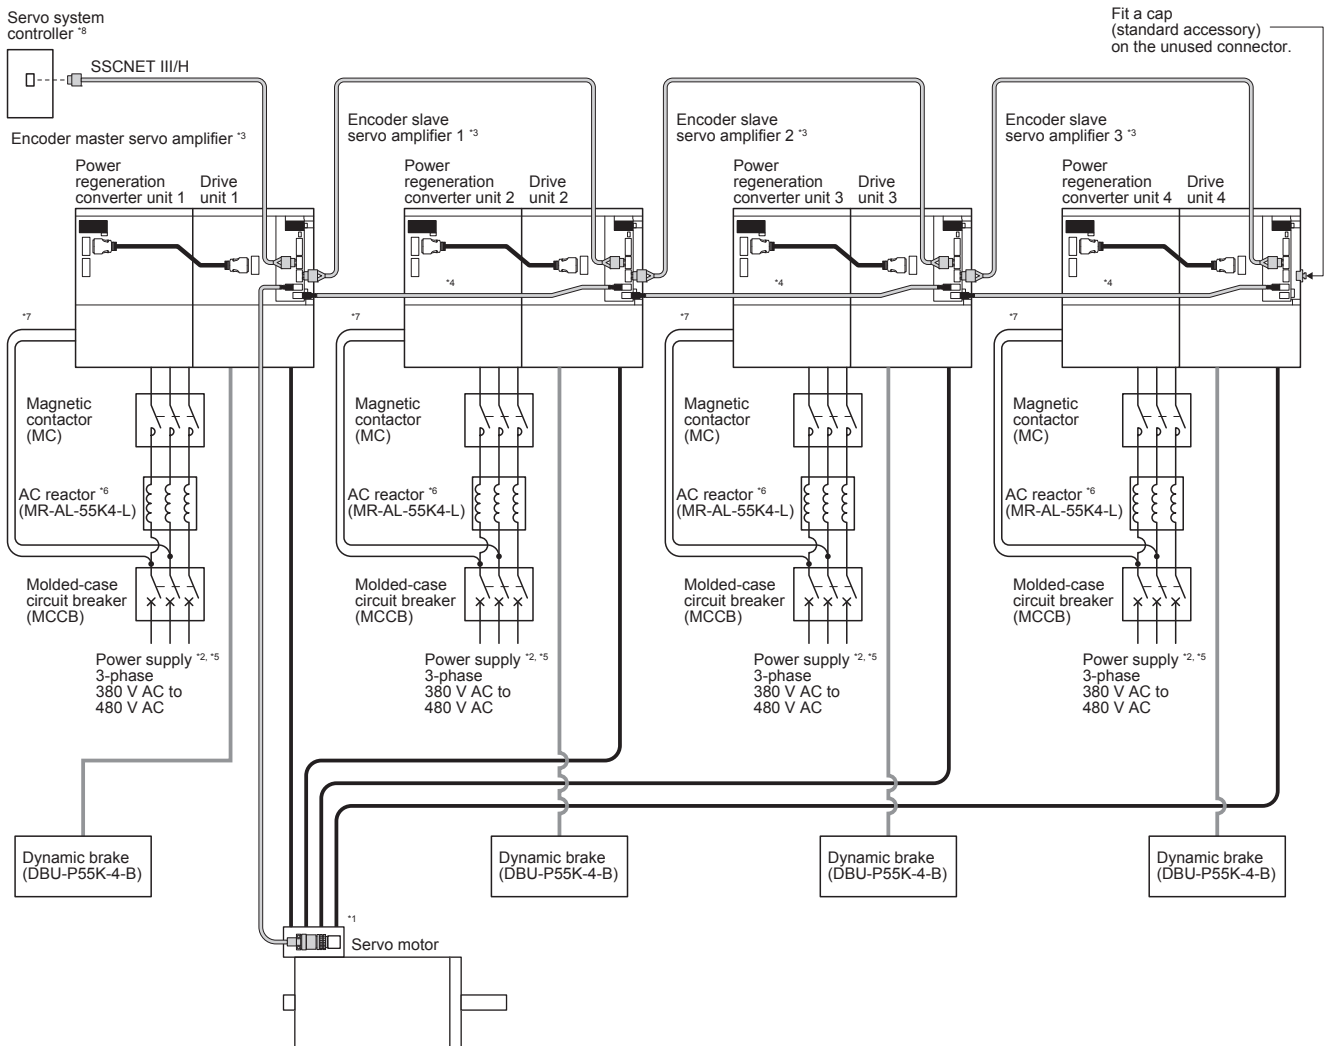 Servo system
controller *8
SSCNET III/H
Fit a cap
(standard accessory)
on the unused connector.
Encoder master servo amplifier *3
Encoder slave
servo amplifier 1 *3
Encoder slave
servo amplifier 2 *3
Encoder slave
servo amplifier 3 *3
Power
regeneration
converter unit 1
Drive
unit 1
Power
regeneration
converter unit 2
Drive
unit 2
Power
regeneration
converter unit 3
Drive
unit 3
Power
regeneration
converter unit 4
Drive
unit 4
*4
*4
*4
*7
*7
*7
*7
Magnetic
contactor
(MC)
Magnetic
contactor
(MC)
Magnetic
contactor
(MC)
Magnetic
contactor
(MC)
AC reactor *6
(MR-AL-55K4-L)
AC reactor *6
(MR-AL-55K4-L)
AC reactor *6
(MR-AL-55K4-L)
AC reactor *6
(MR-AL-55K4-L)
Molded-case
circuit breaker
(MCCB)
Molded-case
circuit breaker
(MCCB)
Molded-case
circuit breaker
(MCCB)
Molded-case
circuit breaker
(MCCB)
Power supply *2, *5
3-phase
380 V AC to
480 V AC
Power supply *2, *5
3-phase
380 V AC to
480 V AC
Power supply *2, *5
3-phase
380 V AC to
480 V AC
Power supply *2, *5
3-phase
380 V AC to
480 V AC
Dynamic brake
(DBU-P55K-4-B)
Dynamic brake
(DBU-P55K-4-B)
Dynamic brake
(DBU-P55K-4-B)
Dynamic brake
(DBU-P55K-4-B)
*1
Servo motor